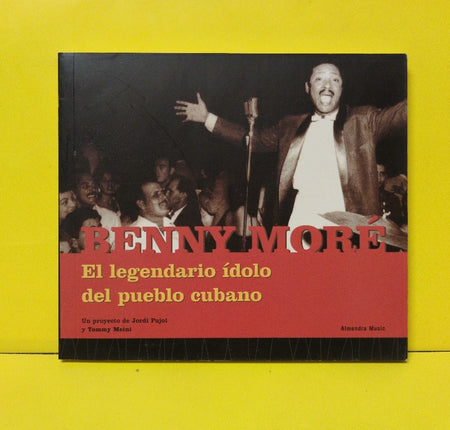 BENNY MORÉ
El legendario ídolo
del pueblo cubano
Un proyecto de Jordi Pujol
y Tommy Meini
Almendra Music